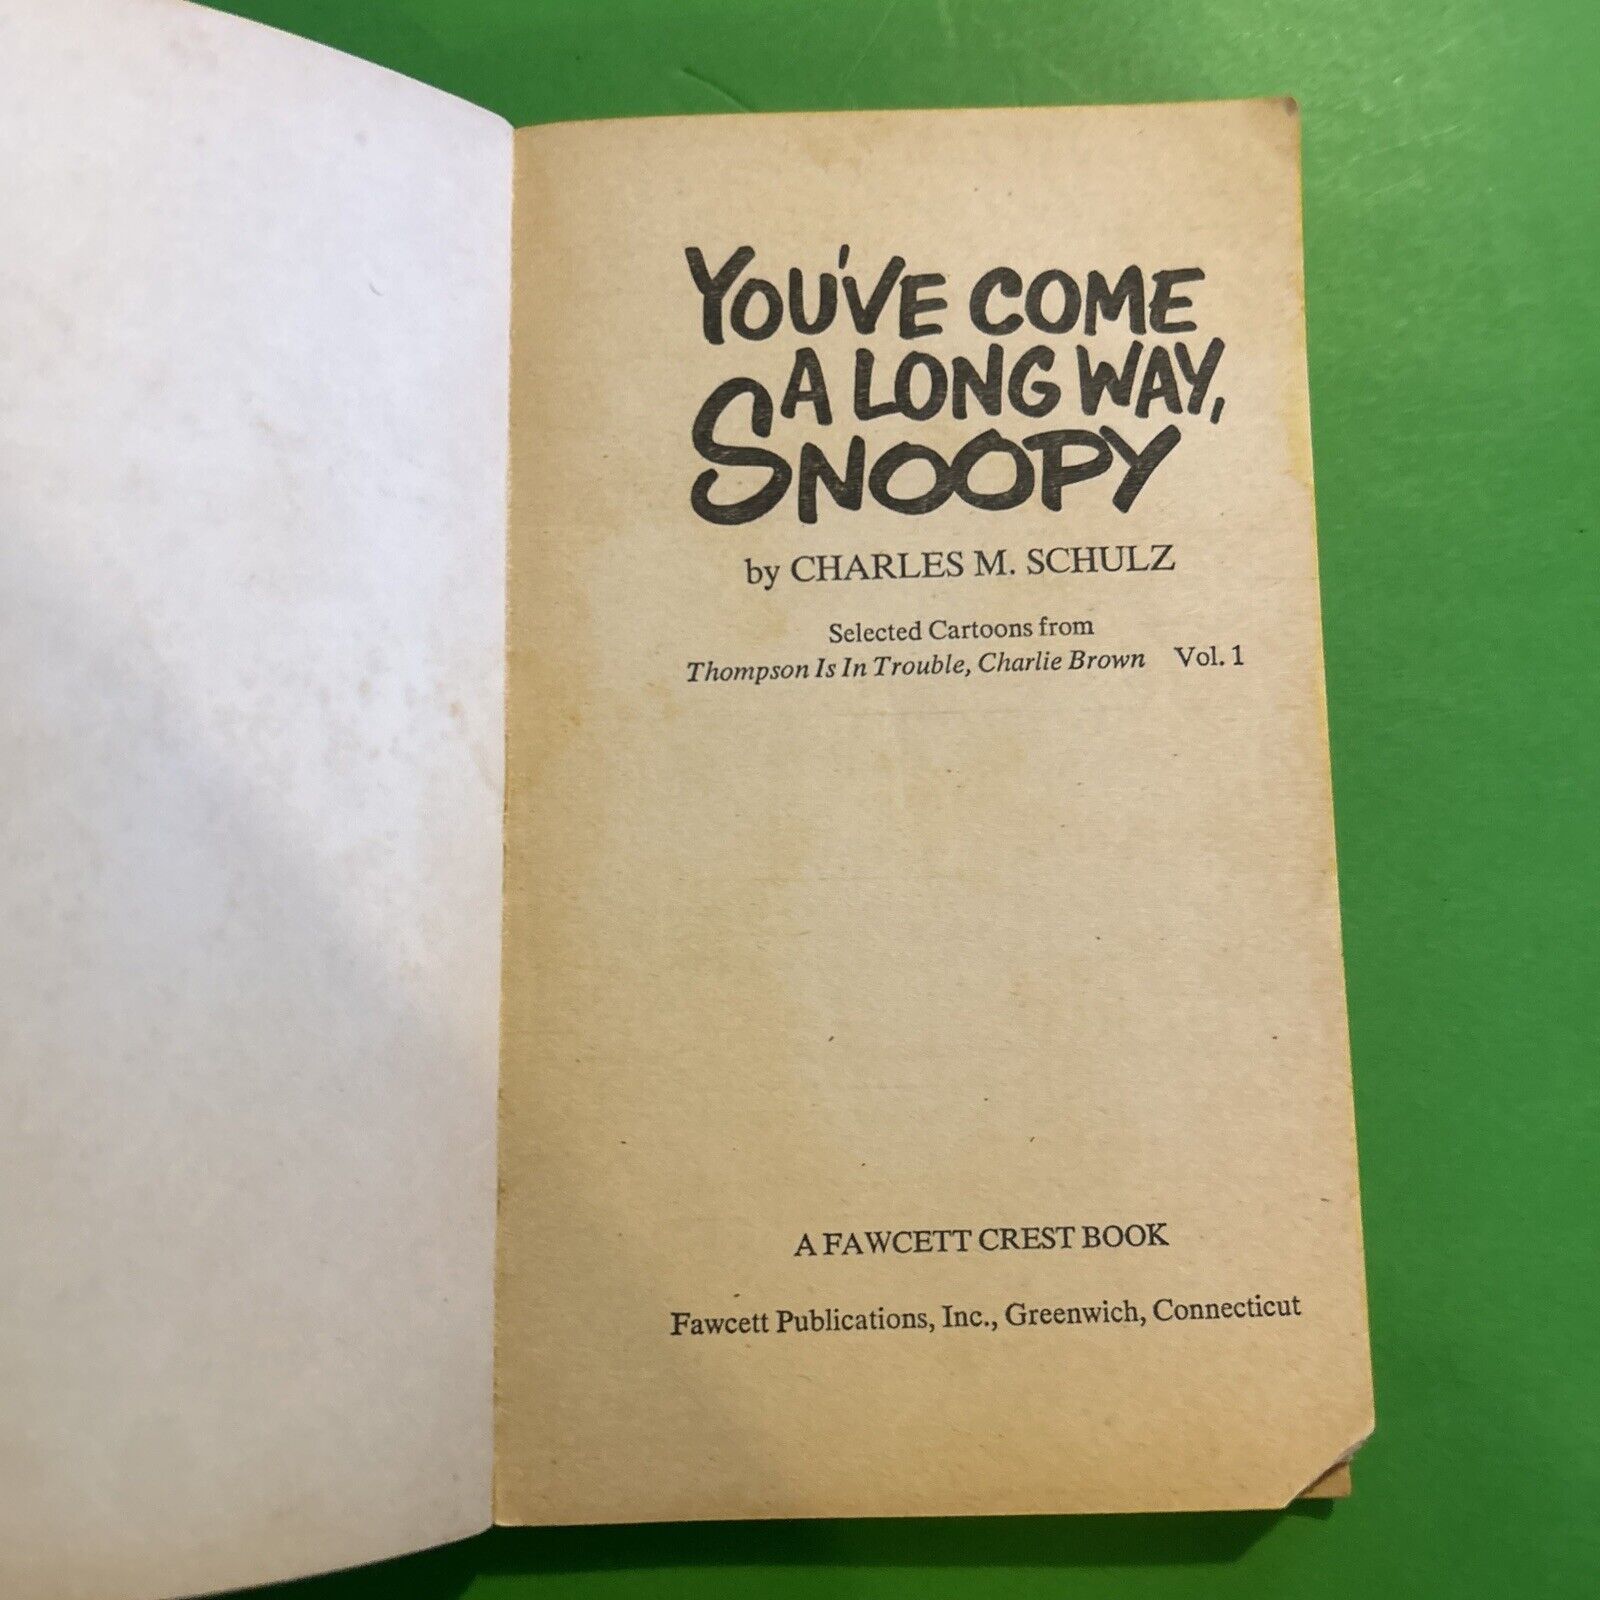 YOU'VE COME
A LONG WAY,
SNOOPY
by CHARLES M. SCHULZ
Selected Cartoons from
Thompson Is In Trouble, Charlie Brown Vol. 1
A FAWCETT CREST BOOK
Fawcett Publications, Inc., Greenwich, Connecticut